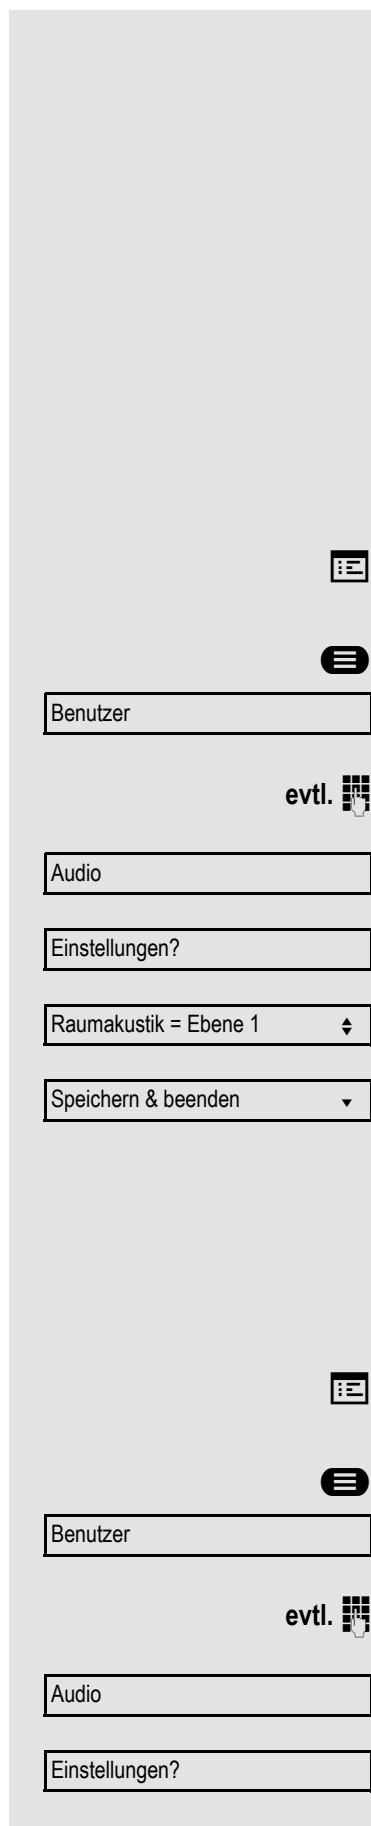 Benutzer
evtl.
Audio
Einstellungen?
Raumakustik = Ebene 1
Speichern & beenden
Benutzer
evtl.
Audio
Einstellungen?